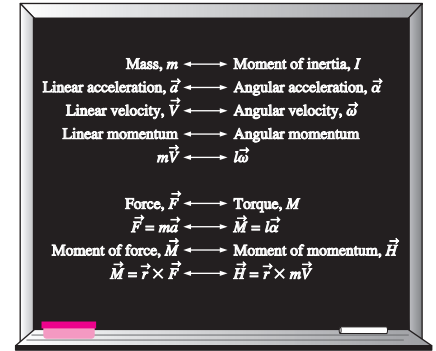 Mass, m ⟷ Moment of inertia, I
Linear acceleration, a⃗ ⟷ Angular acceleration, α⃗
Linear velocity, V⃗ ⟷ Angular velocity, ω⃗
Linear momentum ⟷ Angular momentum
mV⃗ ⟷ Iω⃗
Force, F⃗ ⟷ Torque, M
F⃗ = ma⃗ ⟷ M⃗ = Iα⃗
Moment of force, M⃗ ⟷ Moment of momentum, H⃗
M⃗ = r⃗ × F⃗ ⟷ H⃗ = r⃗ × mV⃗